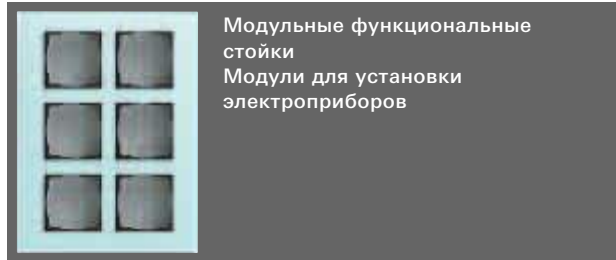 Модульные функциональные
стойки
Модули для установки
электроприборов